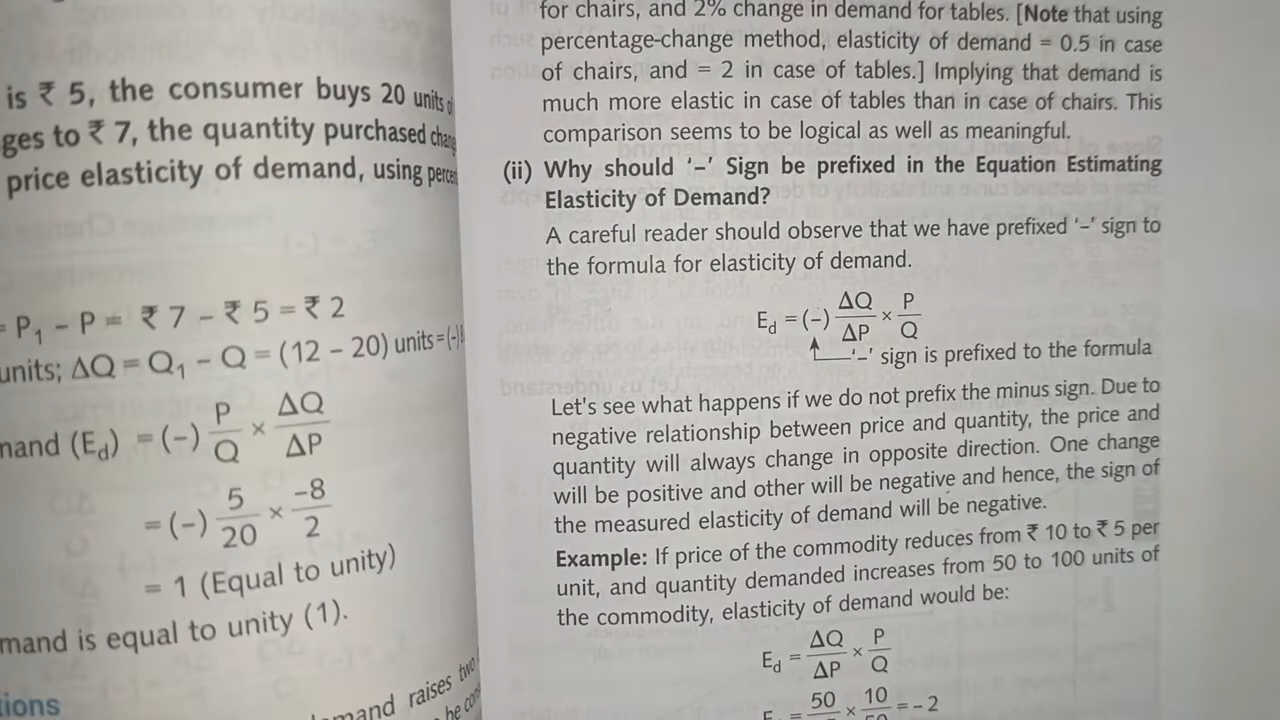 is ₹ 5, the consumer buys 20 units
ges to ₹ 7, the quantity purchased
price elasticity of demand, using
= P₁ – P = ₹ 7 – ₹ 5 = ₹ 2
units; ΔQ = Q₁ – Q = (12 – 20) units = (–)
mand (E_d) = (–) P/Q × ΔQ/ΔP
= (–) 5/20 × –8/2
= 1 (Equal to unity)
mand is equal to unity (1).
tions
mand raises two
for chairs, and 2% change in demand for tables. [Note that using
percentage-change method, elasticity of demand = 0.5 in case
of chairs, and = 2 in case of tables.] Implying that demand is
much more elastic in case of tables than in case of chairs. This
comparison seems to be logical as well as meaningful.
(ii) Why should ‘–’ Sign be prefixed in the Equation Estimating
Elasticity of Demand?
A careful reader should observe that we have prefixed ‘–’ sign to
the formula for elasticity of demand.
E_d = (–) ΔQ/ΔP × P/Q
‘–’ sign is prefixed to the formula
Let's see what happens if we do not prefix the minus sign. Due to
negative relationship between price and quantity, the price and
quantity will always change in opposite direction. One change
will be positive and other will be negative and hence, the sign of
the measured elasticity of demand will be negative.
Example: If price of the commodity reduces from ₹ 10 to ₹ 5 per
unit, and quantity demanded increases from 50 to 100 units of
the commodity, elasticity of demand would be:
E_d = ΔQ/ΔP × P/Q
50 × 10 = – 2